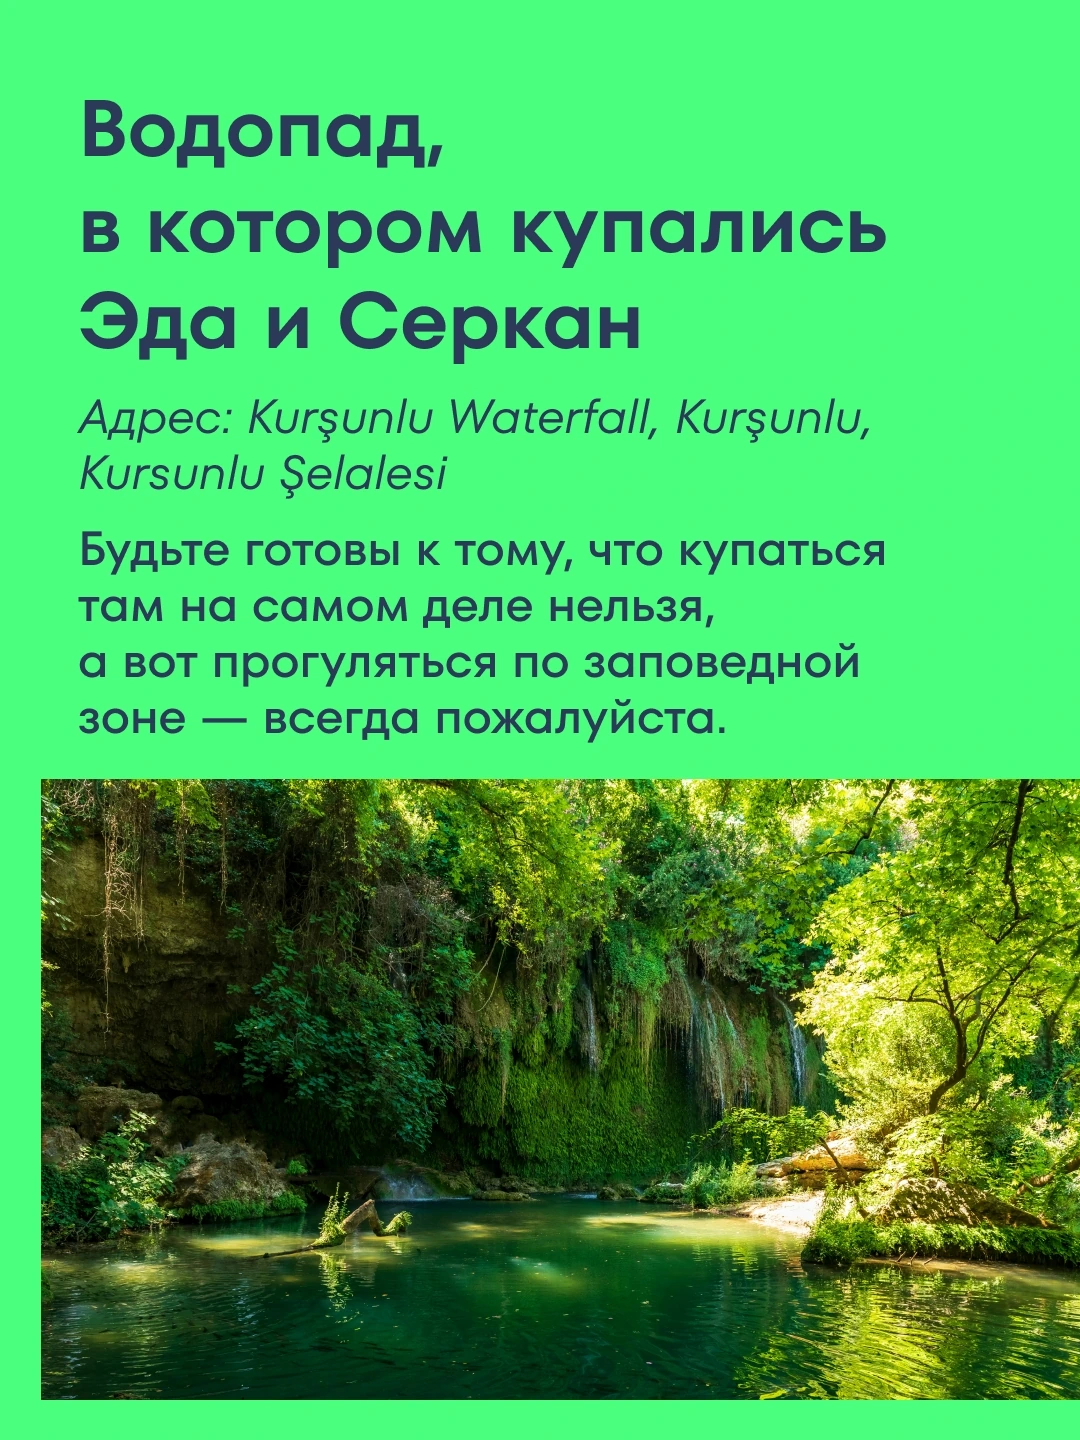 Водопад,
в котором купались
Эда и Серкан
Адрес: Kurşunlu Waterfall, Kurşunlu,
Kursunlu Şelalesi
Будьте готовы к тому, что купаться
там на самом деле нельзя,
а вот прогуляться по заповедной
зоне — всегда пожалуйста.